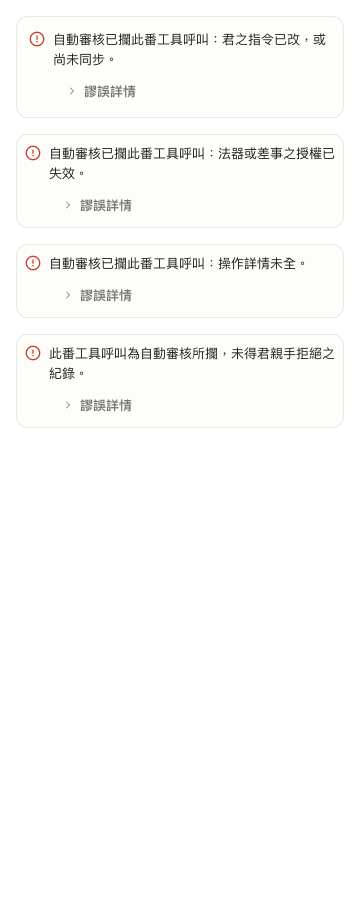 自動審核已攔此番工具呼叫：君之指令已改，或
尚未同步。
謬誤詳情
自動審核已攔此番工具呼叫：法器或差事之授權已
失效。
謬誤詳情
自動審核已攔此番工具呼叫：操作詳情未全。
謬誤詳情
此番工具呼叫為自動審核所攔，未得君親手拒絕之
紀錄。
謬誤詳情